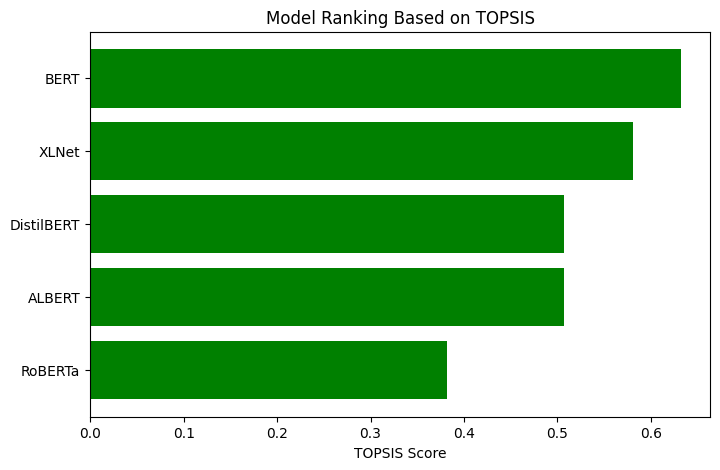 Model Ranking Based on TOPSIS
BERT
XLNet
DistilBERT
ALBERT
RoBERTa
0.0 0.1 0.2 0.3 0.4 0.5 0.6
TOPSIS Score